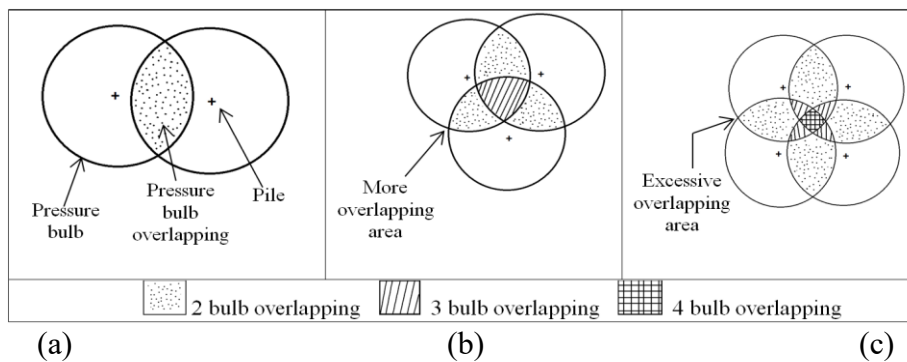 Pressure
bulb
Pressure
bulb
overlapping
Pile
More
overlapping
area
Excessive
overlapping
area
2 bulb overlapping
3 bulb overlapping
4 bulb overlapping
(a)
(b)
(c)